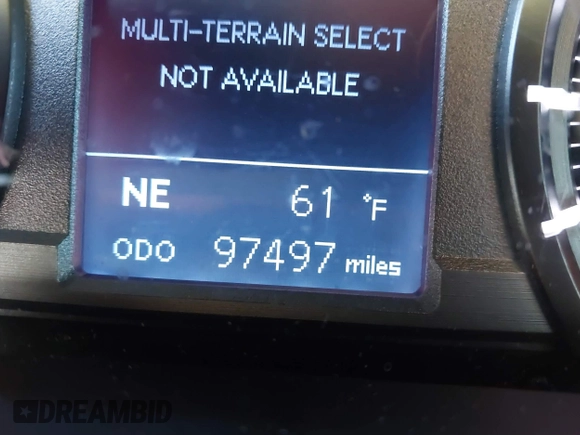 MULTI-TERRAIN SELECT
NOT AVAILABLE
NE 61 °F
ODO 97497 miles
DREAMBID